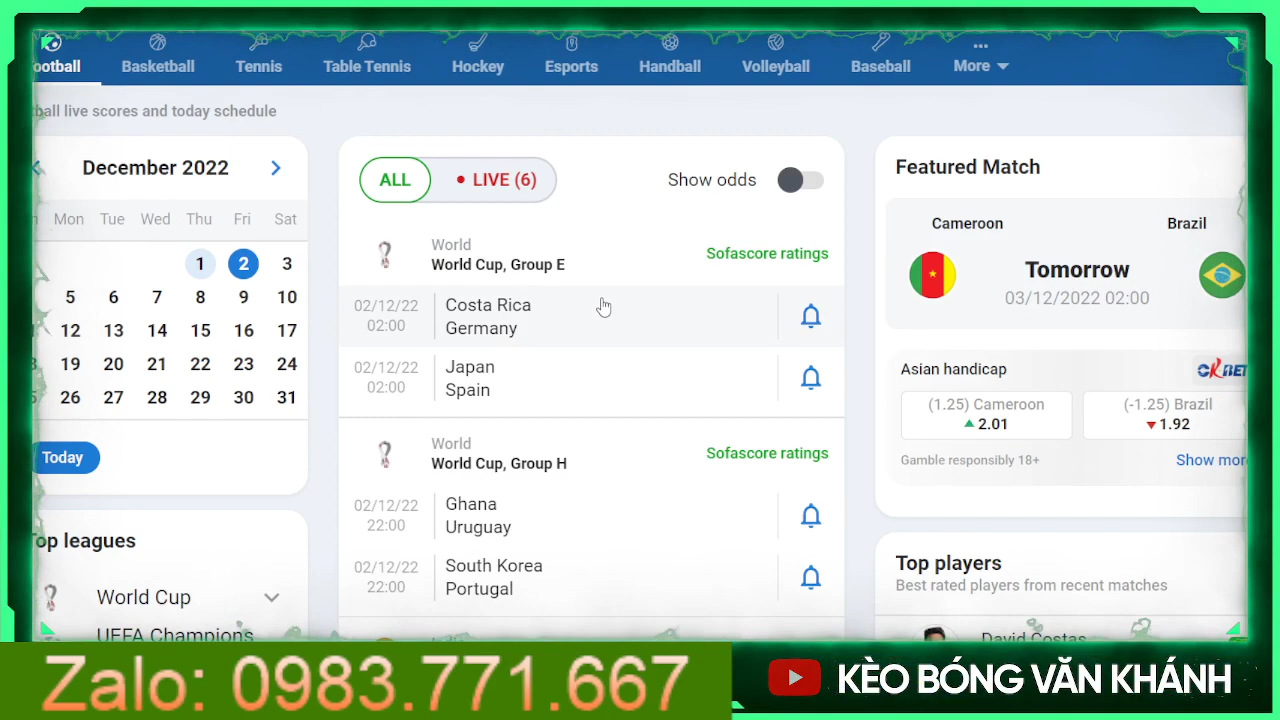 ootball
Basketball
Tennis
Table Tennis
Hockey
Esports
Handball
Volleyball
Baseball
More
ball live scores and today schedule
December 2022
n Mon Tue Wed Thu Fri Sat
1 2 3
5 6 7 8 9 10
12 13 14 15 16 17
19 20 21 22 23 24
26 27 28 29 30 31
Today
Top leagues
World Cup
UEFA Champions
ALL
LIVE (6)
Show odds
World
World Cup, Group E
Sofascore ratings
02/12/22
02:00
Costa Rica
Germany
02/12/22
02:00
Japan
Spain
World
World Cup, Group H
Sofascore ratings
02/12/22
22:00
Ghana
Uruguay
02/12/22
22:00
South Korea
Portugal
Featured Match
Cameroon
Brazil
Tomorrow
03/12/2022 02:00
Asian handicap
OKBET
(1.25) Cameroon
2.01
(-1.25) Brazil
1.92
Gamble responsibly 18+
Show more
Top players
Best rated players from recent matches
David Costas
Zalo: 0983.771.667
KÈO BÓNG VĂN KHÁNH